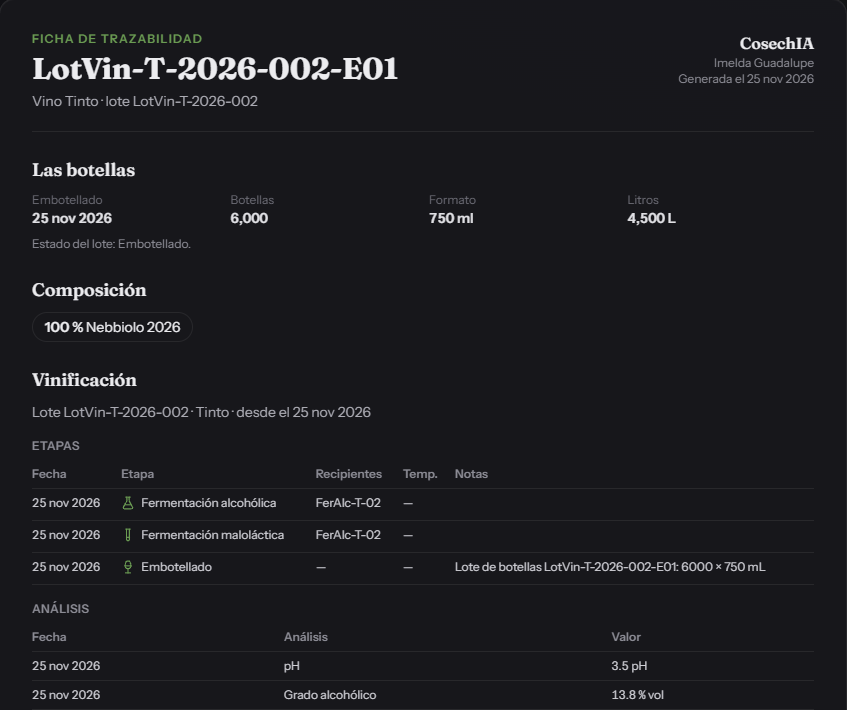 FICHA DE TRAZABILIDAD
LotVin-T-2026-002-E01
Vino Tinto · lote LotVin-T-2026-002
CosechIA
Imelda Guadalupe
Generada el 25 nov 2026
Las botellas
Embotellado Botellas Formato Litros
25 nov 2026 6,000 750 ml 4,500 L
Estado del lote: Embotellado.
Composición
100 % Nebbiolo 2026
Vinificación
Lote LotVin-T-2026-002 · Tinto · desde el 25 nov 2026
ETAPAS
Fecha Etapa Recipientes Temp. Notas
25 nov 2026 Fermentación alcohólica FerAlc-T-02 —
25 nov 2026 Fermentación maloláctica FerAlc-T-02 —
25 nov 2026 Embotellado — — Lote de botellas LotVin-T-2026-002-E01: 6000 × 750 mL
ANÁLISIS
Fecha Análisis Valor
25 nov 2026 pH 3.5 pH
25 nov 2026 Grado alcohólico 13.8 % vol